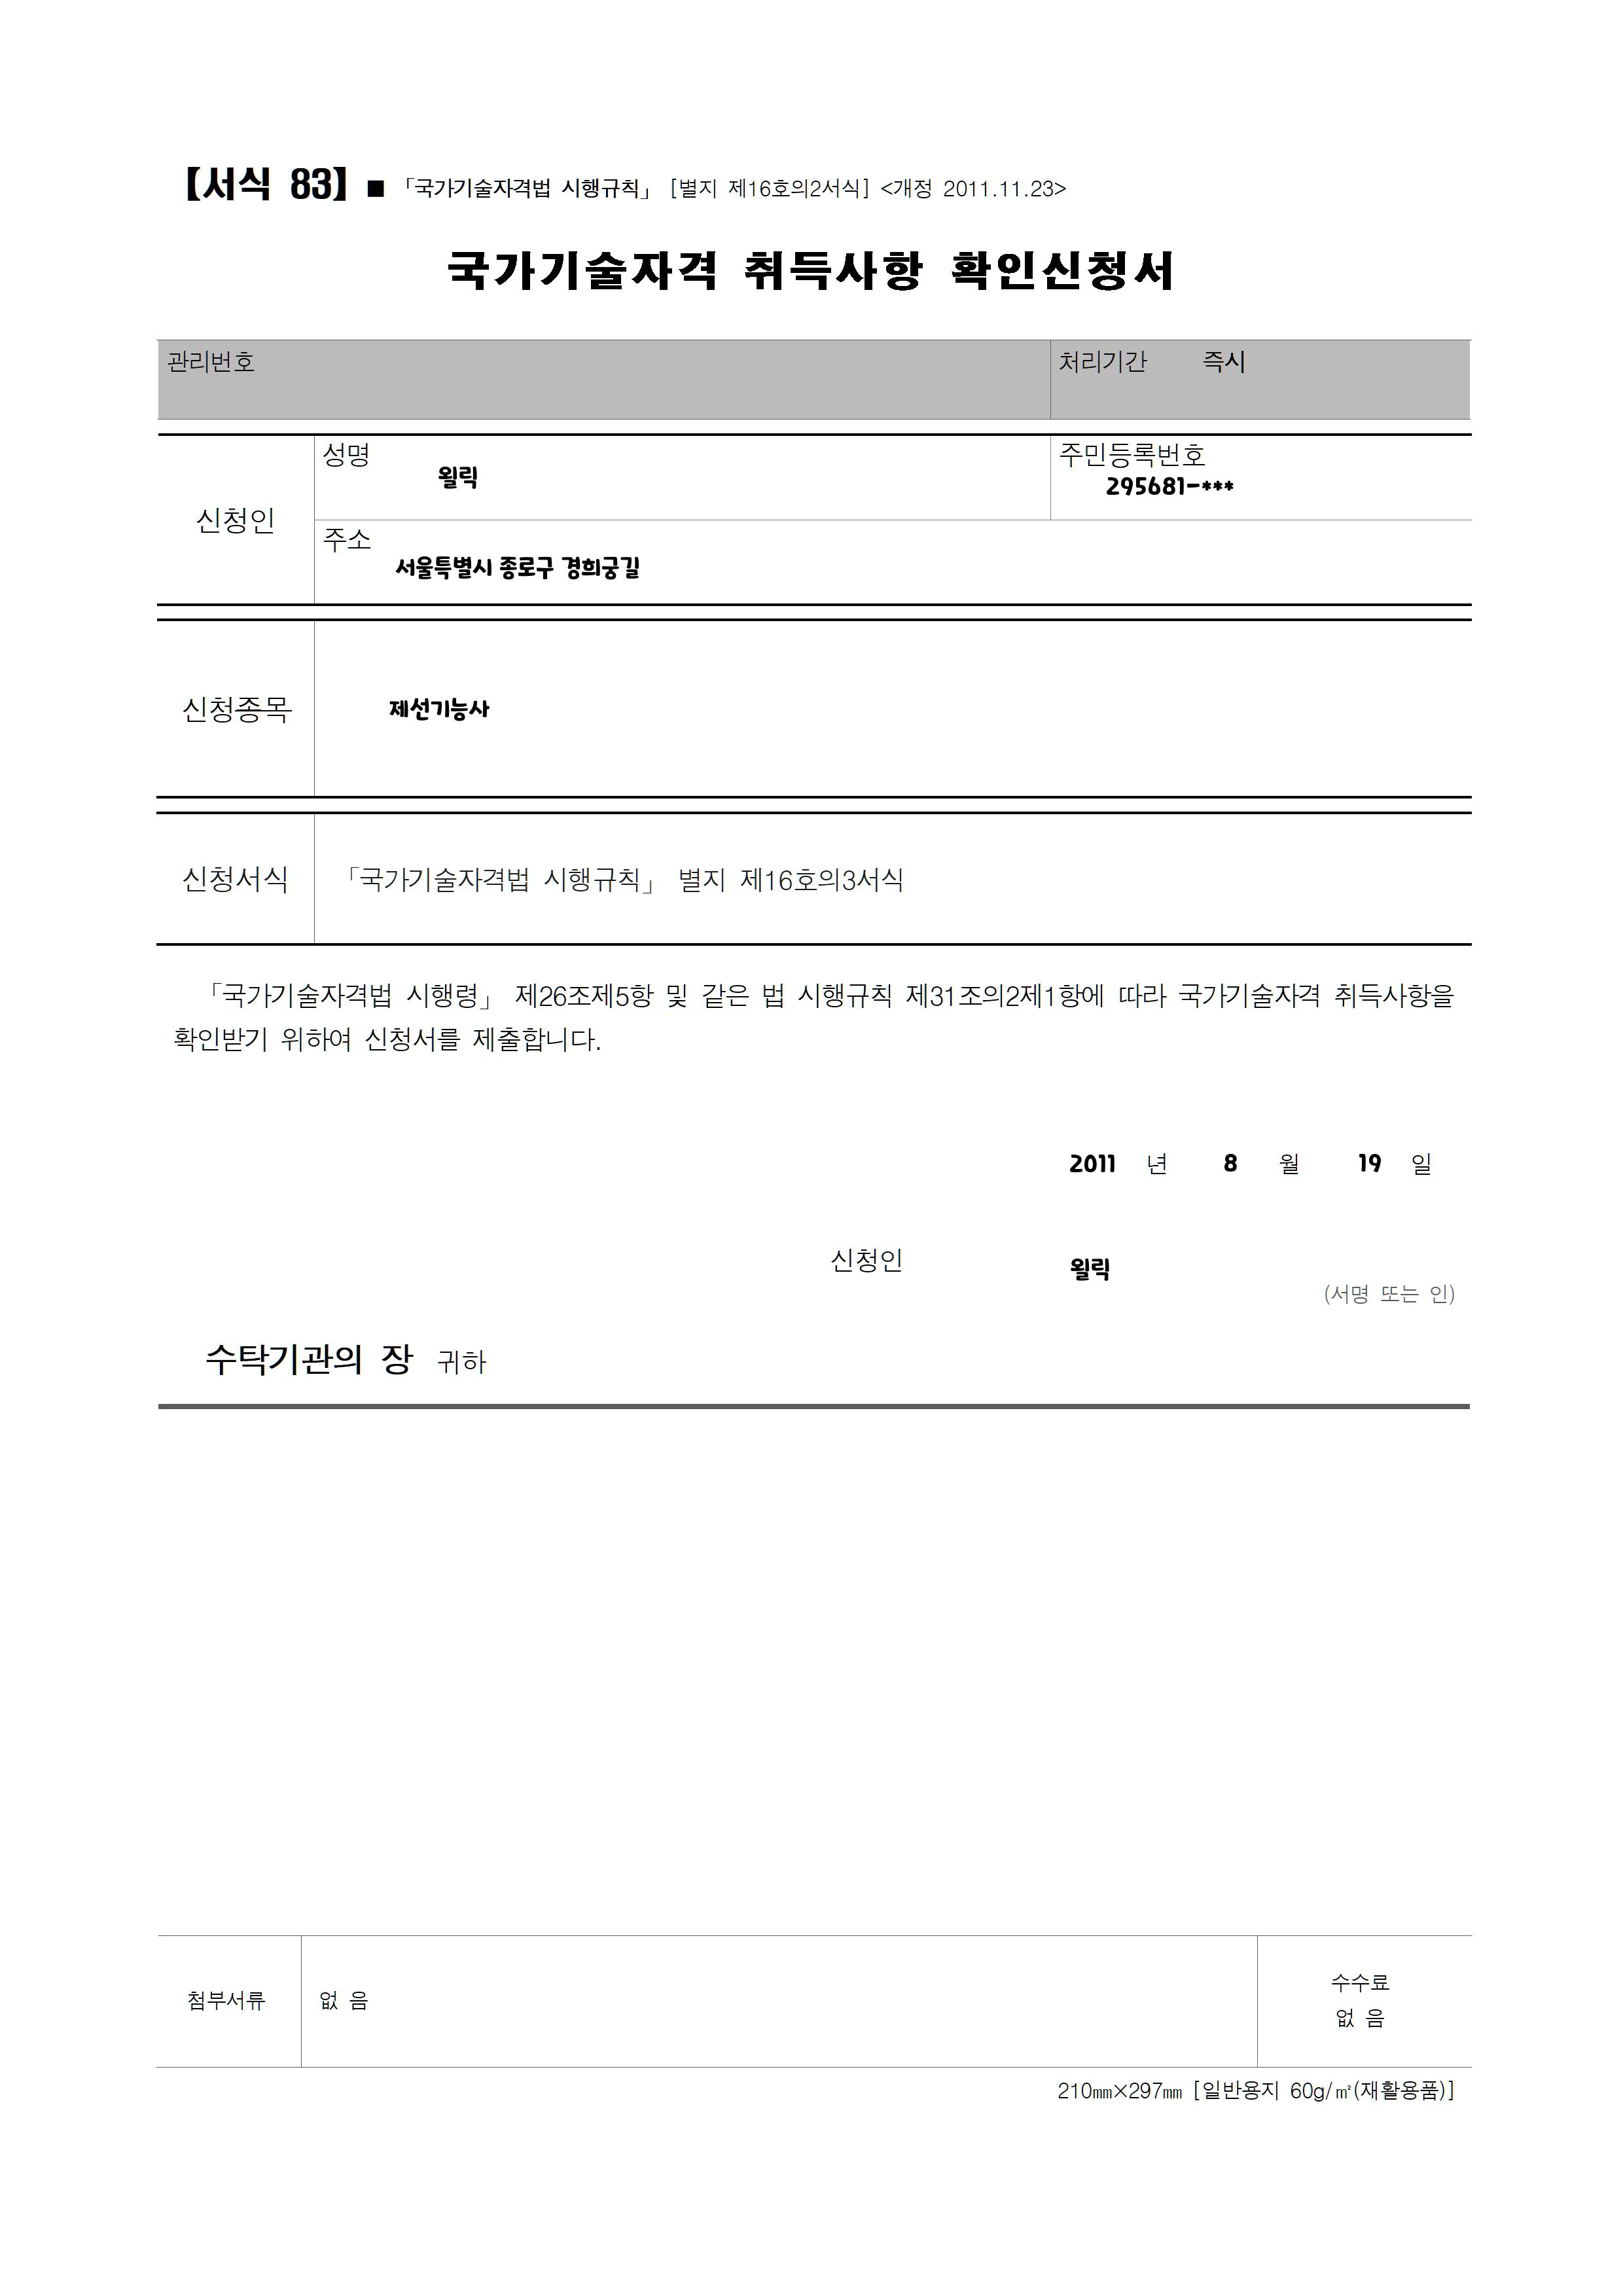 【서식 83】 ■ 「국가기술자격법 시행규칙」 [별지 제16호의2서식] <개정 2011.11.23>
국가기술자격 취득사항 확인신청서
관리번호 처리기간 즉시
성명 주민등록번호
윌릭 295681-***
신청인
주소
서울특별시 종로구 경희궁길
신청종목 제선기능사
신청서식 「국가기술자격법 시행규칙」 별지 제16호의3서식
「국가기술자격법 시행령」 제26조제5항 및 같은 법 시행규칙 제31조의2제1항에 따라 국가기술자격 취득사항을
확인받기 위하여 신청서를 제출합니다.
2011 년 8 월 19 일
신청인 윌릭
(서명 또는 인)
수탁기관의 장 귀하
첨부서류 없 음 수수료
없 음
210㎜×297㎜ [일반용지 60g/㎡(재활용품)]